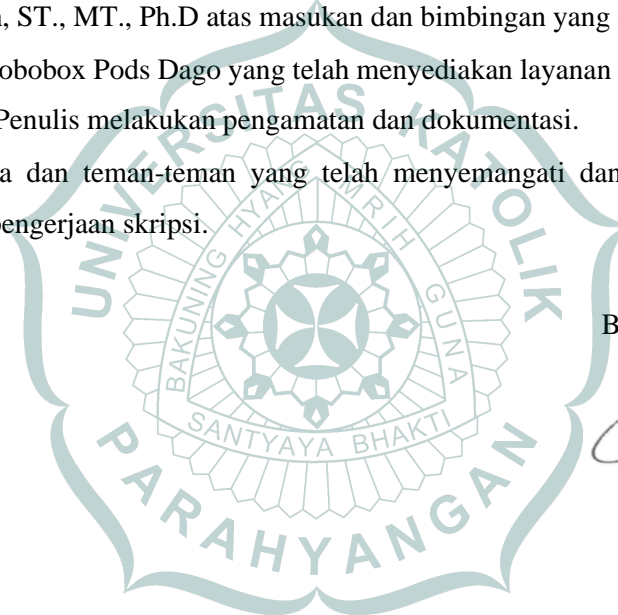 , ST., MT., Ph.D atas masukan dan bimbingan yang
obobox Pods Dago yang telah menyediakan layanan
Penulis melakukan pengamatan dan dokumentasi.
a dan teman-teman yang telah menyemangati dan
pengerjaan skripsi.
B
UNIVERSITAS KATOLIK
PARAHYANGAN
BAKUNING HYANG MRIH GUNA
SANTYAYA BHAKTI